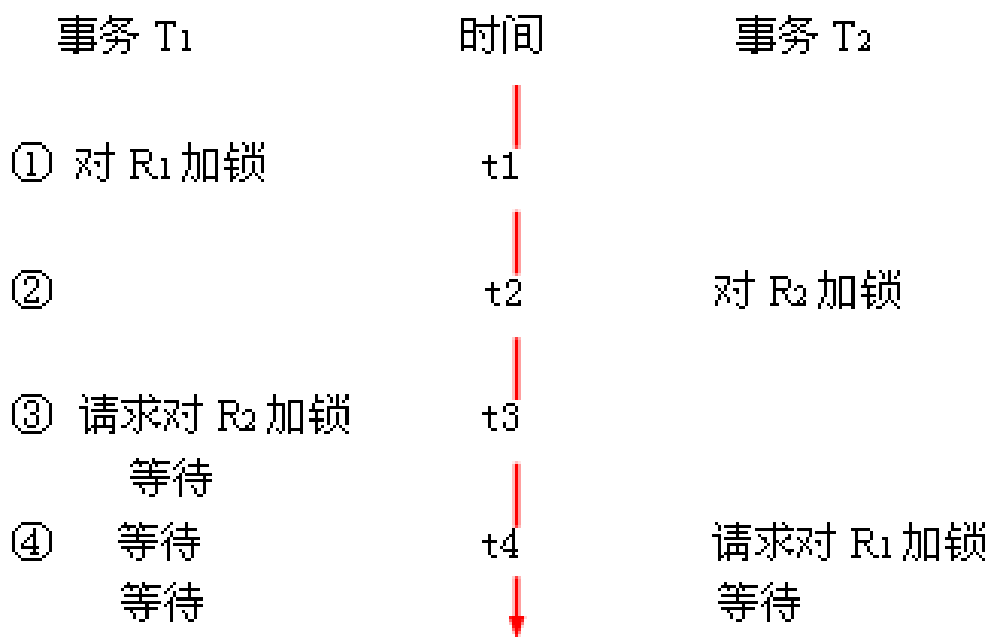 事务 T1 时间 事务 T2
① 对 R1 加锁 t1
② t2 对 R2 加锁
③ 请求对 R2 加锁 t3
等待
④ 等待 t4 请求对 R1 加锁
等待 等待